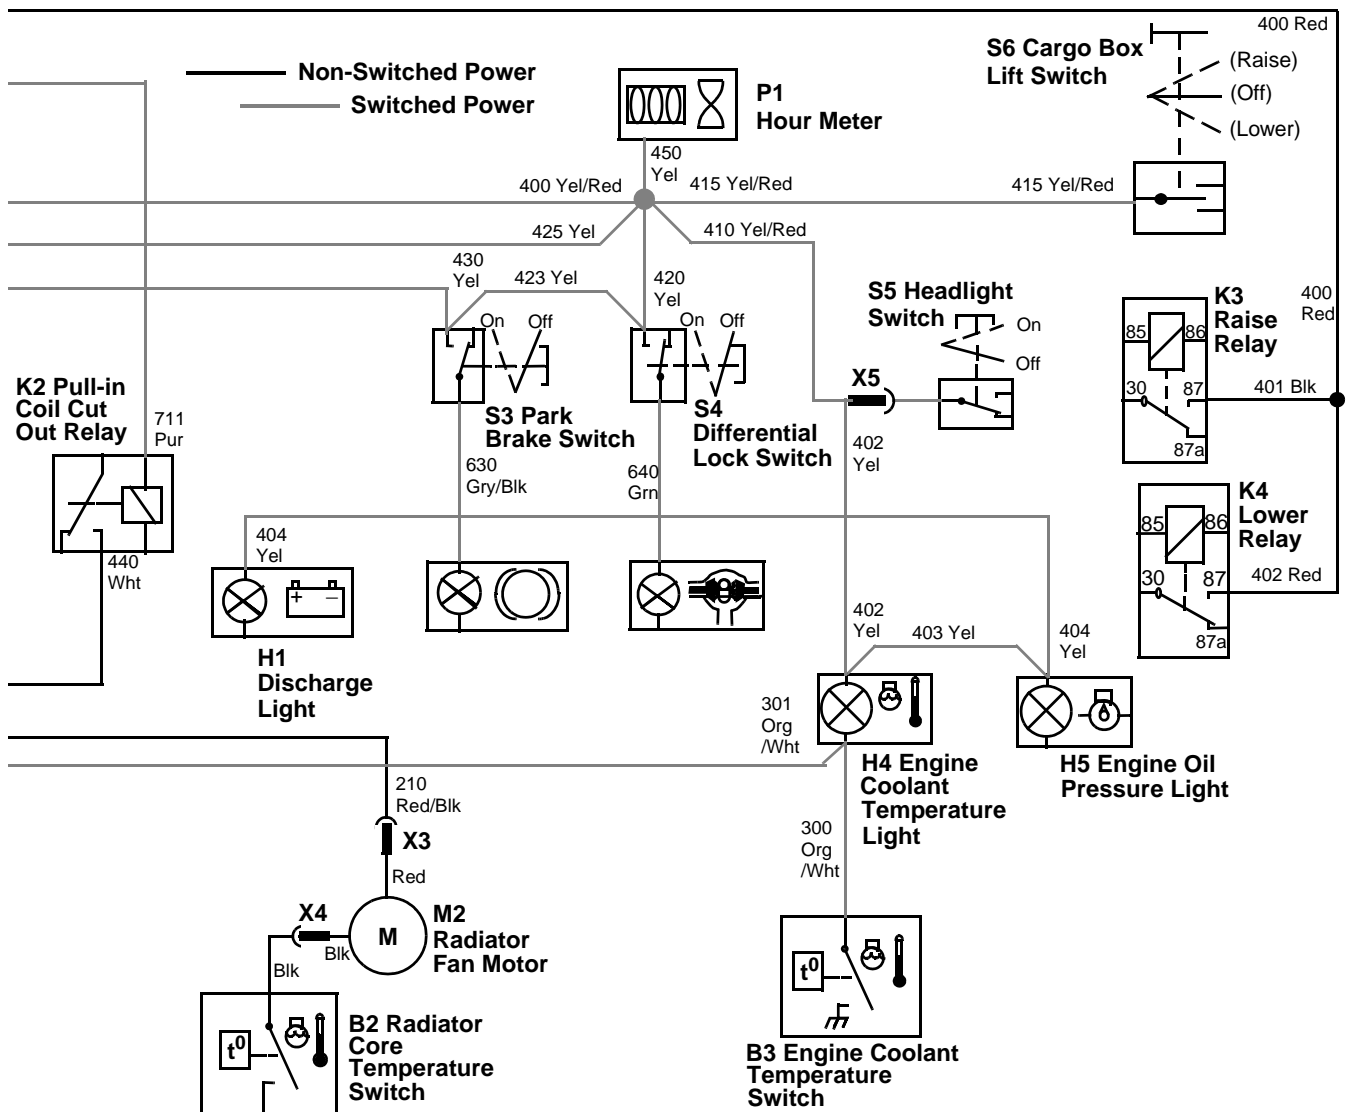 400 Red
S6 Cargo Box
Lift Switch
(Raise)
(Off)
(Lower)
Non-Switched Power
Switched Power
P1
Hour Meter
450
Yel
400 Yel/Red
415 Yel/Red
415 Yel/Red
425 Yel
410 Yel/Red
430
Yel
423 Yel
420
Yel
On
Off
On
Off
S5 Headlight
Switch
On
Off
X5
K3
Raise
Relay
400
Red
85
86
30
87
87a
401 Blk
K2 Pull-in
Coil Cut
Out Relay
711
Pur
S3 Park
Brake Switch
S4
Differential
Lock Switch
402
Yel
630
Gry/Blk
640
Grn
K4
Lower
Relay
85
86
30
87
87a
402 Red
404
Yel
440
Wht
+
–
H1
Discharge
Light
402
Yel
403 Yel
404
Yel
301
Org
/Wht
H4 Engine
Coolant
Temperature
Light
H5 Engine Oil
Pressure Light
210
Red/Blk
X3
Red
300
Org
/Wht
X4
M
M2
Radiator
Fan Motor
Blk
Blk
t0
B2 Radiator
Core
Temperature
Switch
t0
B3 Engine Coolant
Temperature
Switch